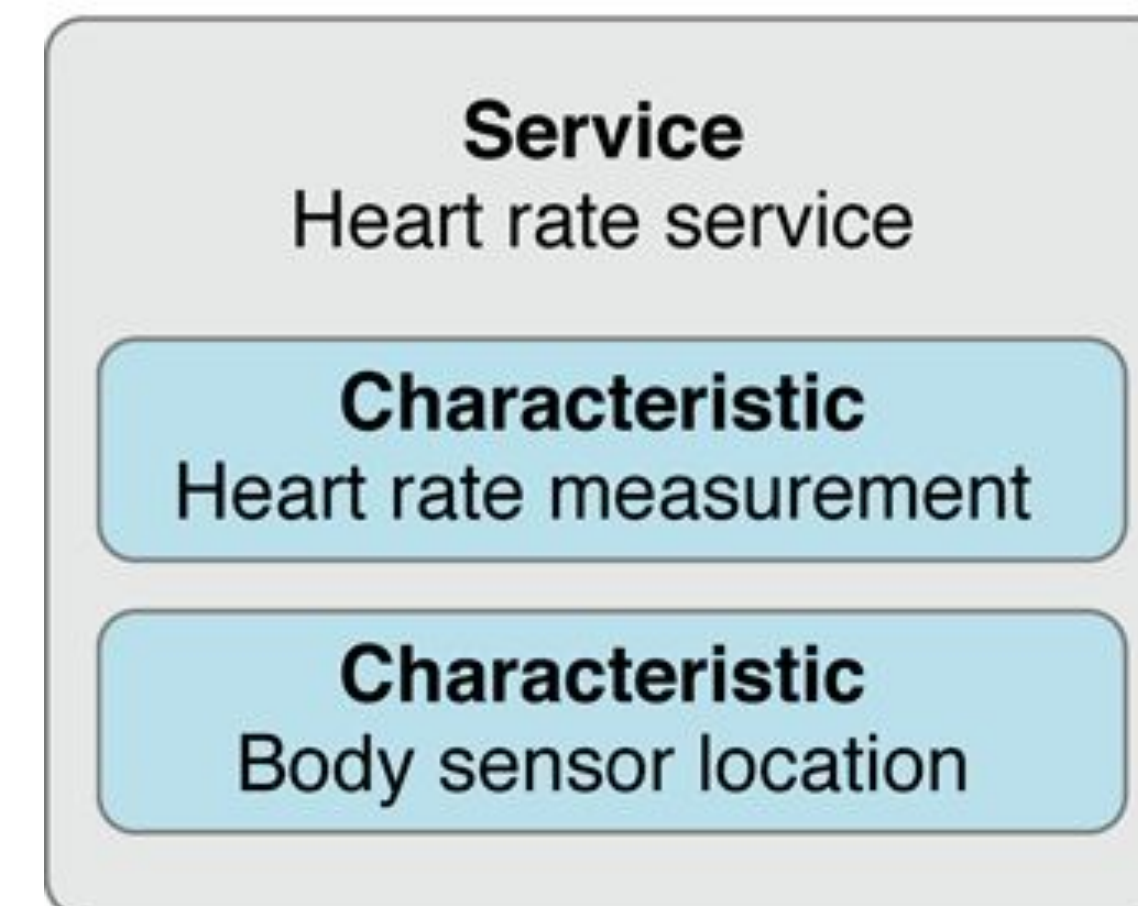 Service
Heart rate service
Characteristic
Heart rate measurement
Characteristic
Body sensor location